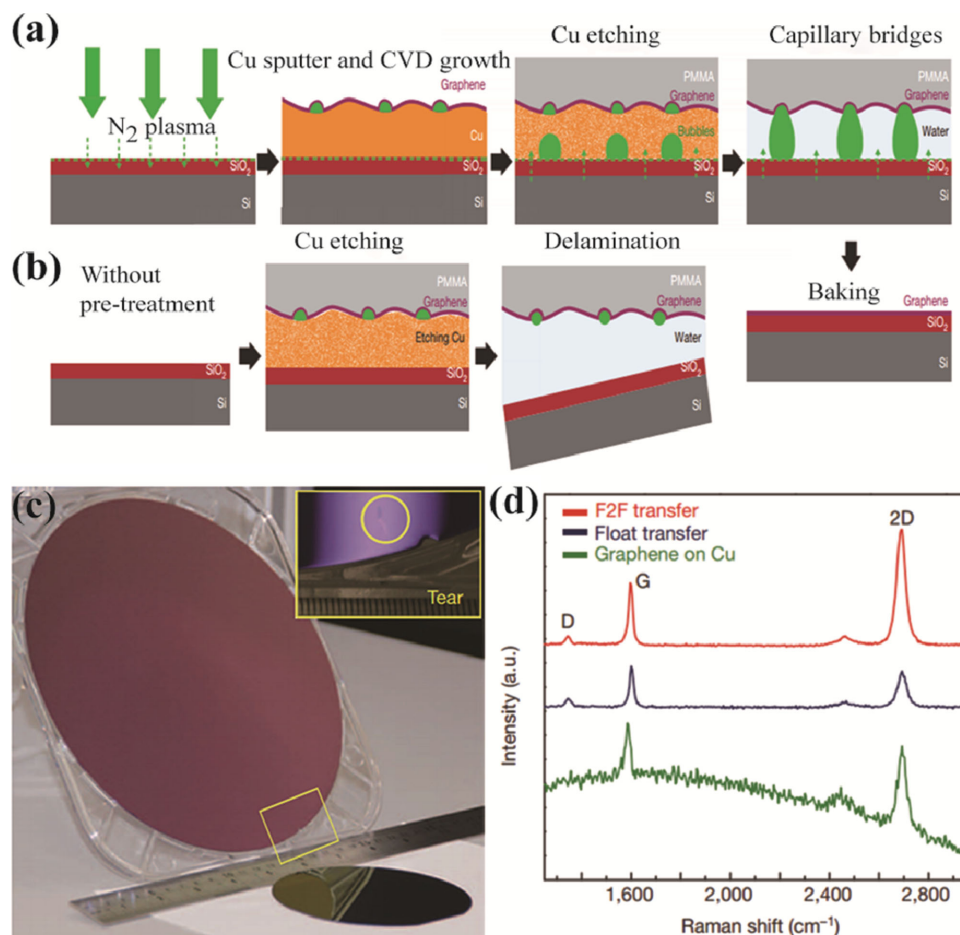 (a)
N2 plasma
SiO2
Si
Cu sputter and CVD growth
Graphene
Cu
SiO2
Si
Cu etching
PMMA
Graphene
Bubbles
SiO2
Si
Capillary bridges
PMMA
Graphene
Water
SiO2
Si
(b)
Without
pre-treatment
SiO2
Si
Cu etching
PMMA
Graphene
Etching Cu
SiO2
Si
Delamination
PMMA
Graphene
Water
SiO2
Si
Baking
Graphene
SiO2
Si
(c)
Tear
(d)
F2F transfer
Float transfer
Graphene on Cu
D
G
2D
Intensity (a.u.)
1,600
2,000
2,400
2,800
Raman shift (cm⁻¹)